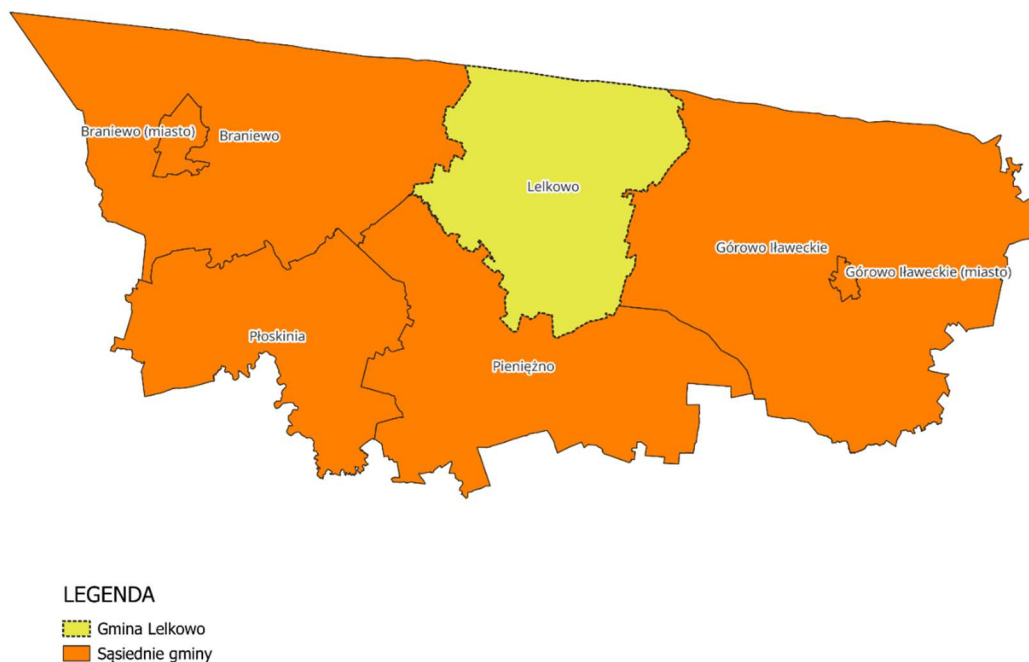 Braniewo (miasto)
Braniewo
Lelkowo
Górowo Iławeckie
Górowo Iławeckie (miasto)
Płoskinia
Pieniężno
LEGENDA
Gmina Lelkowo
Sąsiednie gminy